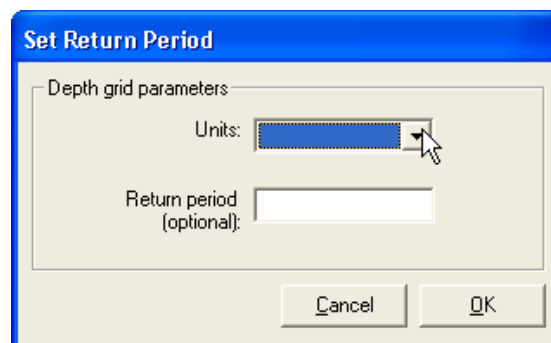 Set Return Period
Depth grid parameters
Units:
Return period
(optional):
Cancel
OK